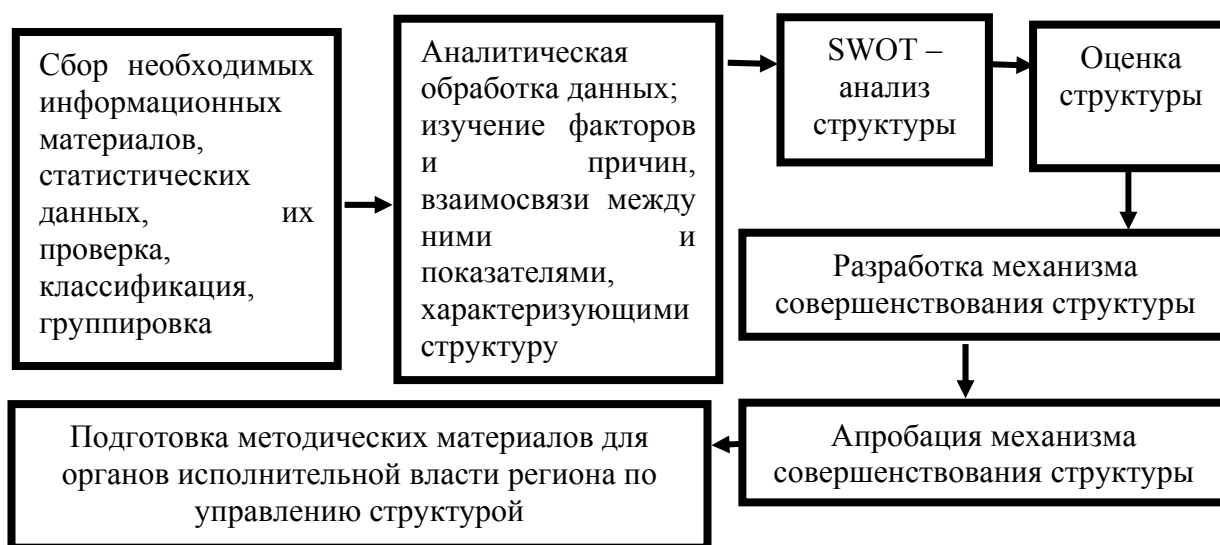 Сбор необходимых
информационных
материалов,
статистических
данных, их
проверка,
классификация,
группировка
Аналитическая
обработка данных;
изучение факторов
и причин,
взаимосвязи между
ними и
показателями,
характеризующими
структуру
SWOT –
анализ
структуры
Оценка
структуры
Разработка механизма
совершенствования структуры
Апробация механизма
совершенствования структуры
Подготовка методических материалов для
органов исполнительной власти региона по
управлению структурой